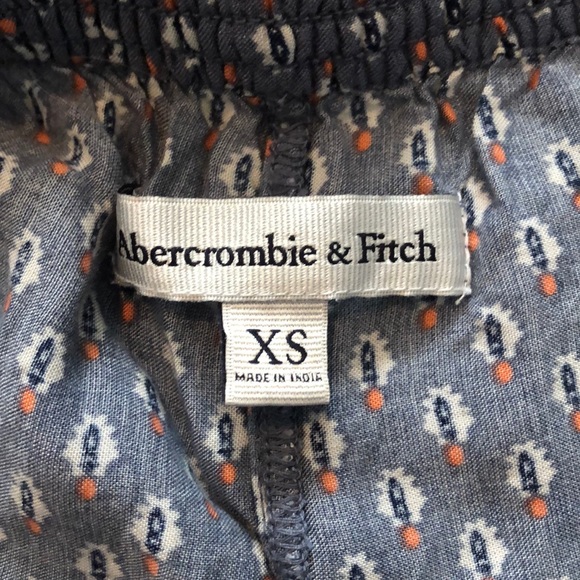 Abercrombie & Fitch
XS
MADE IN INDIA